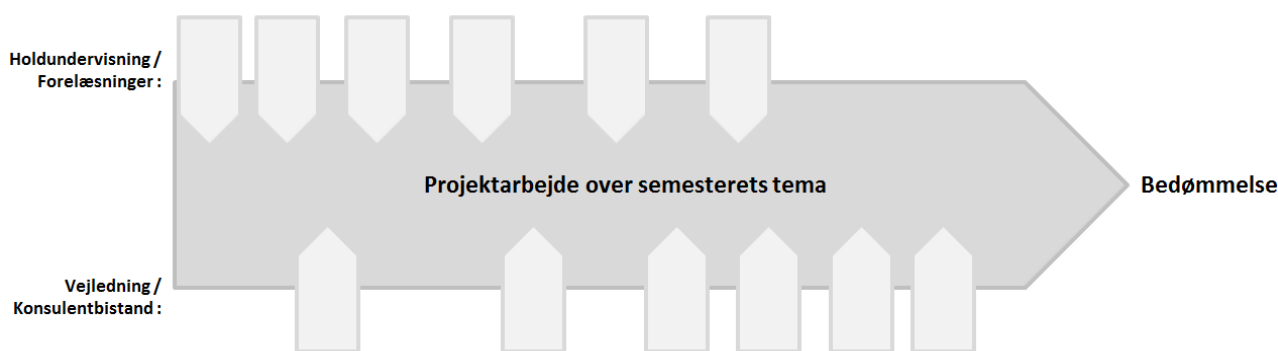 Holdundervisning /
Forelæsninger :
Projektarbejde over semesterets tema
Bedømmelse
Vejledning /
Konsulentbistand :